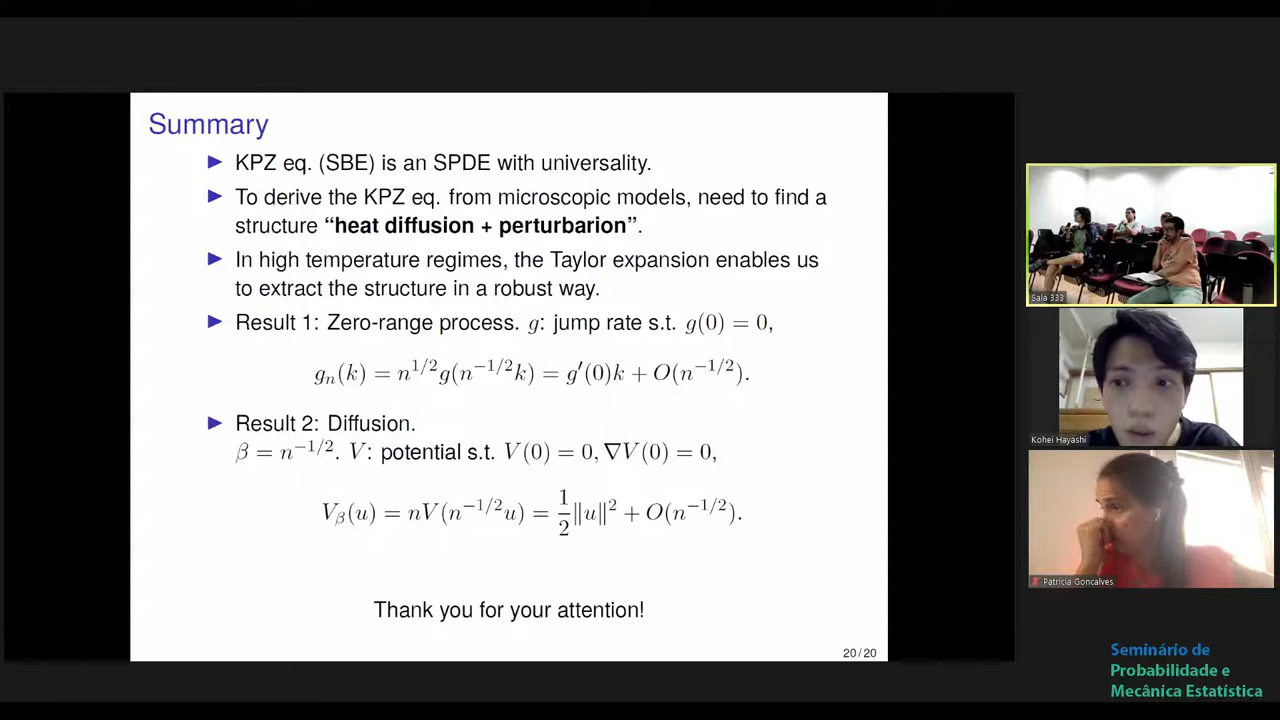 Summary
▶ KPZ eq. (SBE) is an SPDE with universality.
▶ To derive the KPZ eq. from microscopic models, need to find a
structure “heat diffusion + perturbarion”.
▶ In high temperature regimes, the Taylor expansion enables us
to extract the structure in a robust way.
▶ Result 1: Zero-range process. g: jump rate s.t. g(0) = 0,
gₙ(k) = n^{1/2}g(n^{-1/2}k) = g′(0)k + O(n^{-1/2}).
▶ Result 2: Diffusion.
β = n^{-1/2}. V: potential s.t. V(0) = 0, ∇V(0) = 0,
V_β(u) = nV(n^{-1/2}u) = 1/2‖u‖² + O(n^{-1/2}).
Thank you for your attention!
20/20
Sala 333
Kohei Hayashi
Patricia Goncalves
Seminário de
Probabilidade e
Mecânica Estatística